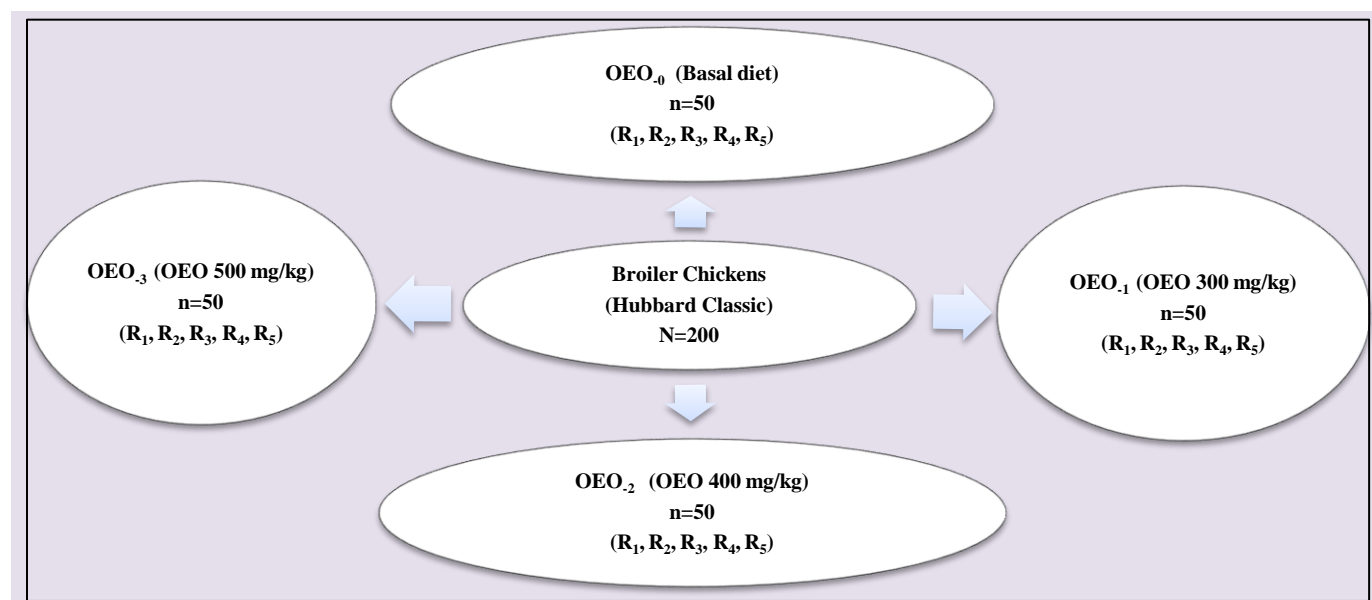 OEO₋₀ (Basal diet)
n=50
(R₁, R₂, R₃, R₄, R₅)
OEO₋₃ (OEO 500 mg/kg)
n=50
(R₁, R₂, R₃, R₄, R₅)
Broiler Chickens
(Hubbard Classic)
N=200
OEO₋₁ (OEO 300 mg/kg)
n=50
(R₁, R₂, R₃, R₄, R₅)
OEO₋₂ (OEO 400 mg/kg)
n=50
(R₁, R₂, R₃, R₄, R₅)